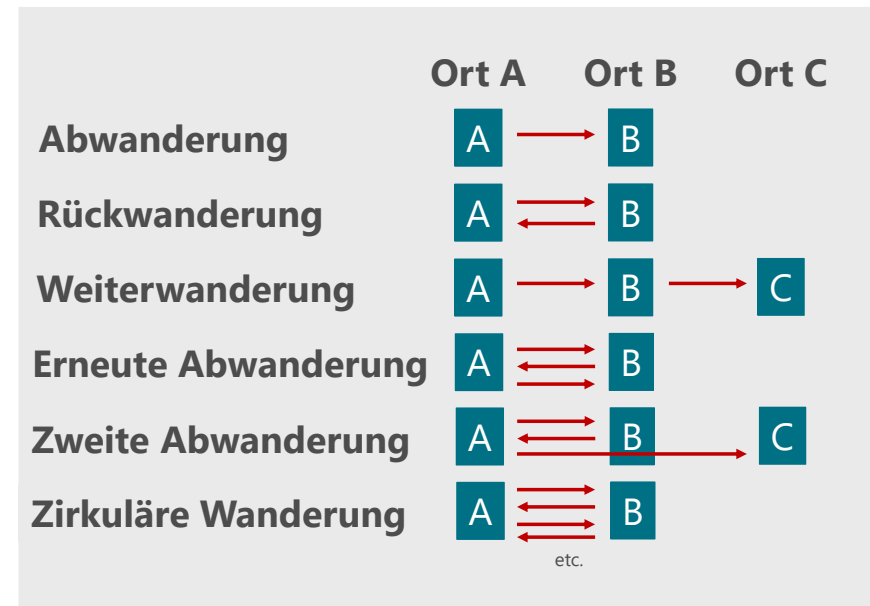 Ort A Ort B Ort C
Abwanderung A B
Rückwanderung A B
Weiterwanderung A B C
Erneute Abwanderung A B
Zweite Abwanderung A B C
Zirkuläre Wanderung A B
etc.